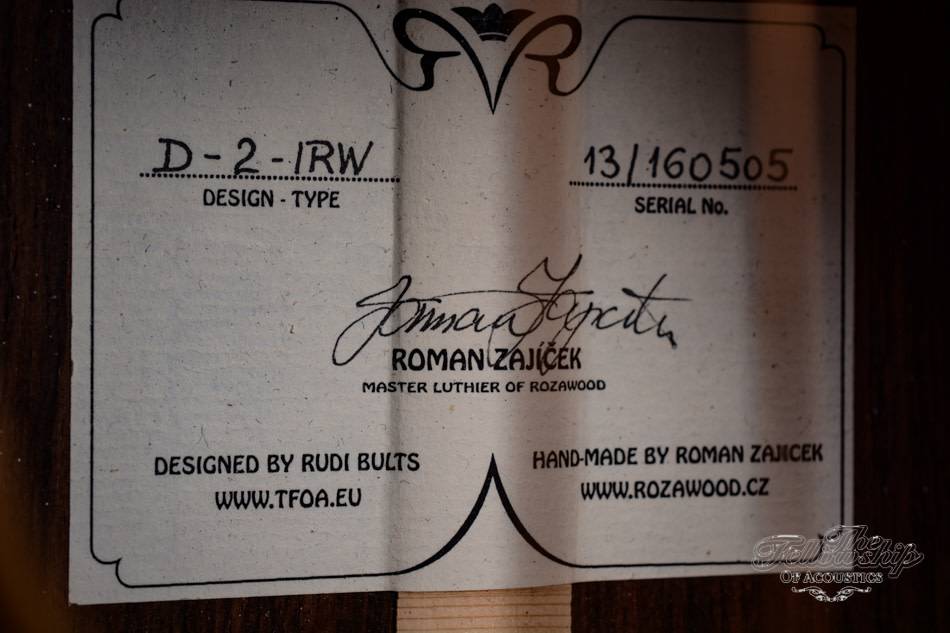 D-2-IRW
DESIGN - TYPE
13/160505
SERIAL No.
ROMAN ZAJÍČEK
MASTER LUTHIER OF ROZAWOOD
DESIGNED BY RUDI BULTS
WWW.TFOA.EU
HAND-MADE BY ROMAN ZAJICEK
WWW.ROZAWOOD.CZ
The
Fellowship
OF ACOUSTICS